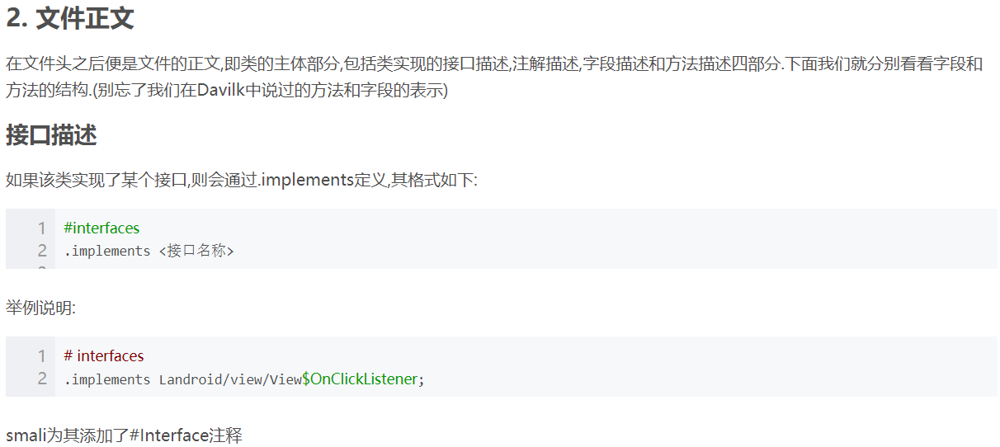 2. 文件正文
在文件头之后便是文件的正文,即类的主体部分,包括类实现的接口描述,注解描述,字段描述和方法描述四部分.下面我们就分别看看字段和
方法的结构.(别忘了我们在Davilk中说过的方法和字段的表示)
接口描述
如果该类实现了某个接口,则会通过.implements定义,其格式如下:
1 #interfaces
2 .implements <接口名称>
举例说明:
1 # interfaces
2 .implements Landroid/view/View$OnClickListener;
smali为其添加了#Interface注释